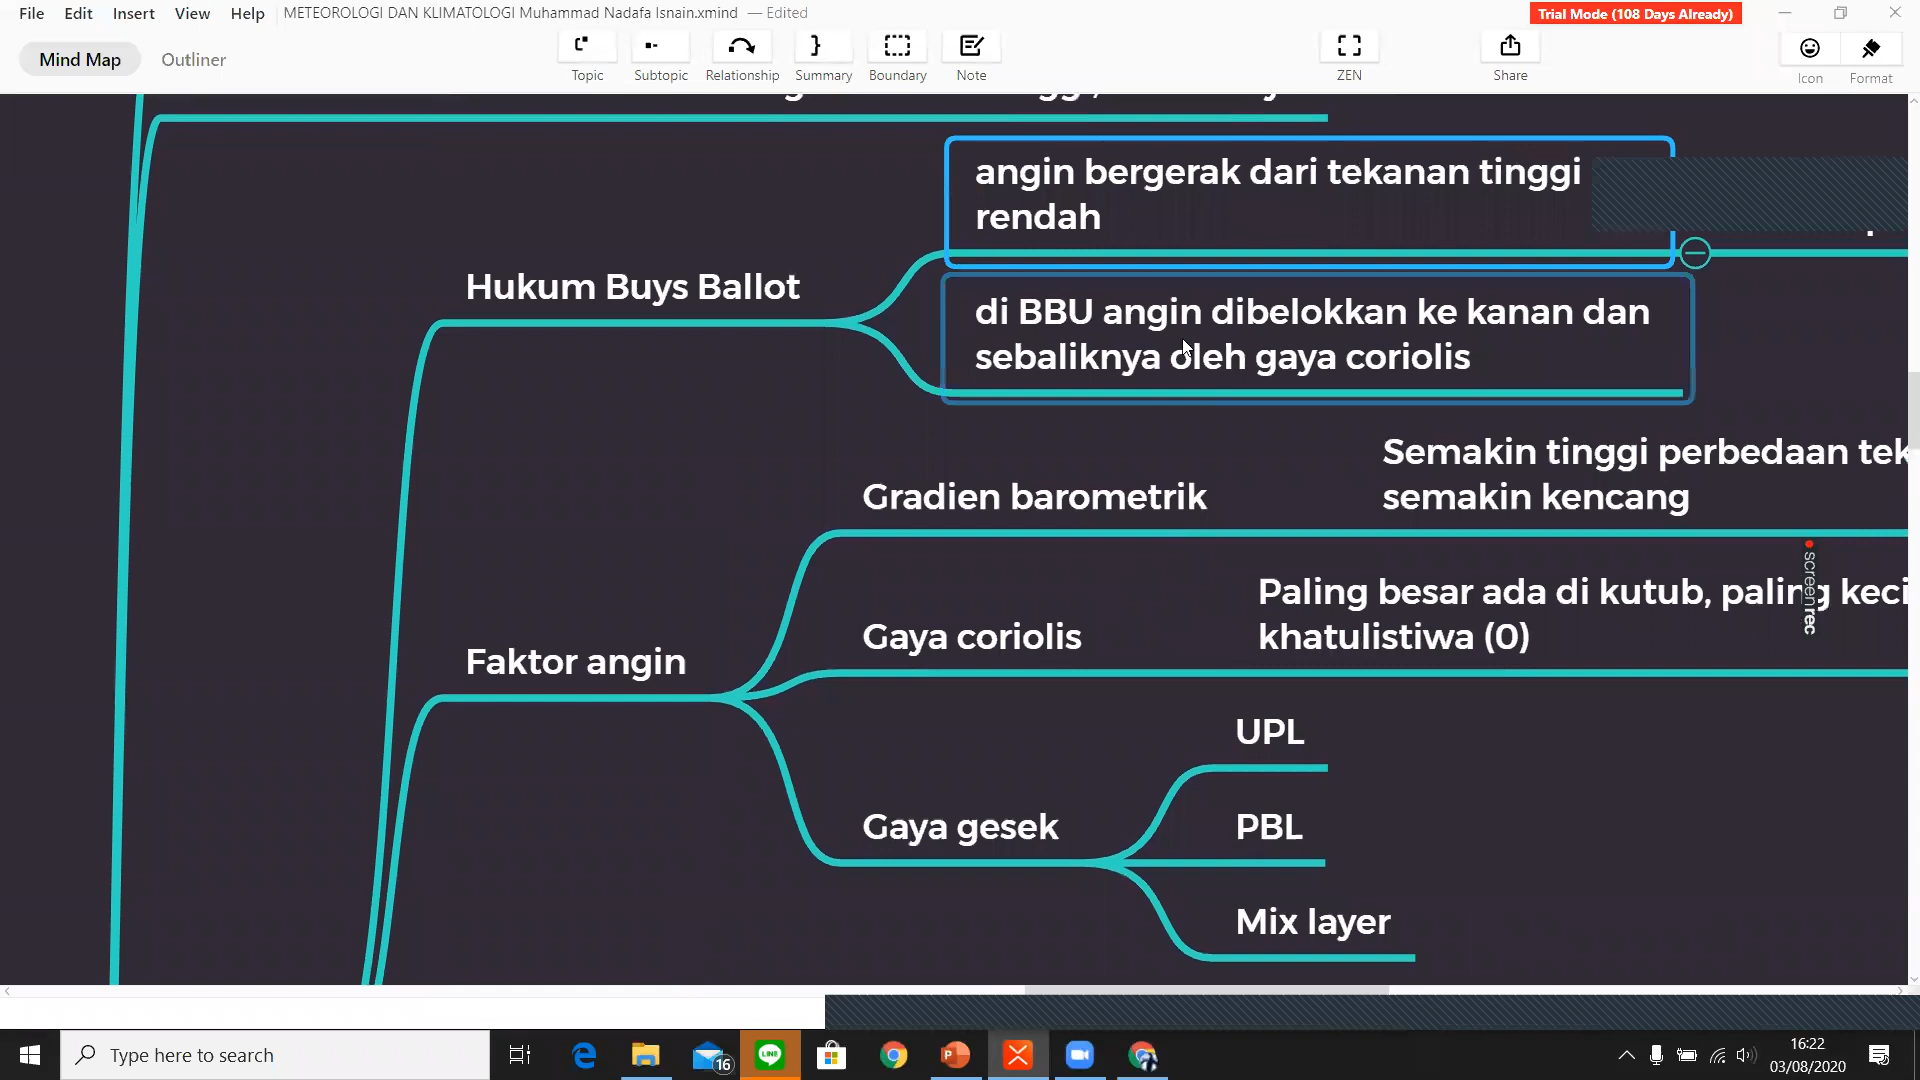 File Edit Insert View Help METEOROLOGI DAN KLIMATOLOGI Muhammad Nadafa Isnain.xmind — Edited
Trial Mode (108 Days Already)
Mind Map Outliner
Topic Subtopic Relationship Summary Boundary Note ZEN Share Icon Format
angin bergerak dari tekanan tinggi
rendah
Hukum Buys Ballot
di BBU angin dibelokkan ke kanan dan
sebaliknya oleh gaya coriolis
Semakin tinggi perbedaan tek
semakin kencang
Gradien barometrik
Paling besar ada di kutub, paling keci
khatulistiwa (0)
Gaya coriolis
Faktor angin
UPL
Gaya gesek
PBL
Mix layer
screenrec
Type here to search
16
LINE
16:22
03/08/2020